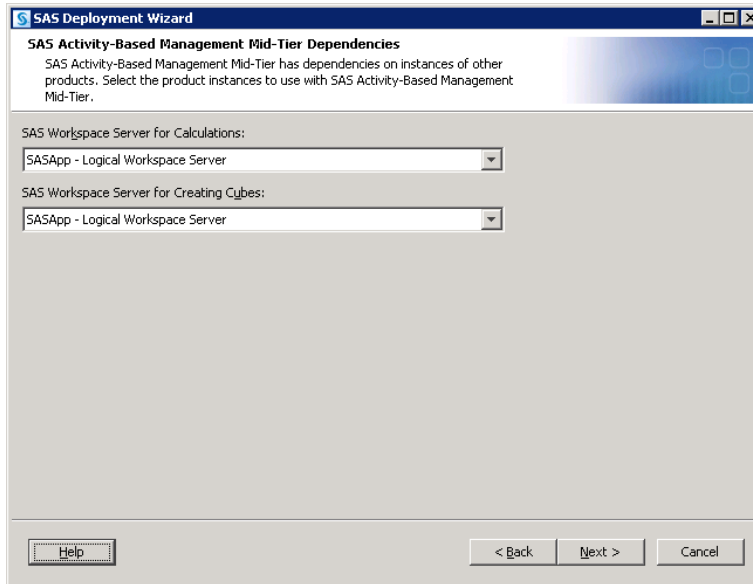 SAS Deployment Wizard
SAS Activity-Based Management Mid-Tier Dependencies
SAS Activity-Based Management Mid-Tier has dependencies on instances of other
products. Select the product instances to use with SAS Activity-Based Management
Mid-Tier.
SAS Workspace Server for Calculations:
SASApp - Logical Workspace Server
SAS Workspace Server for Creating Cubes:
SASApp - Logical Workspace Server
Help
< Back
Next >
Cancel